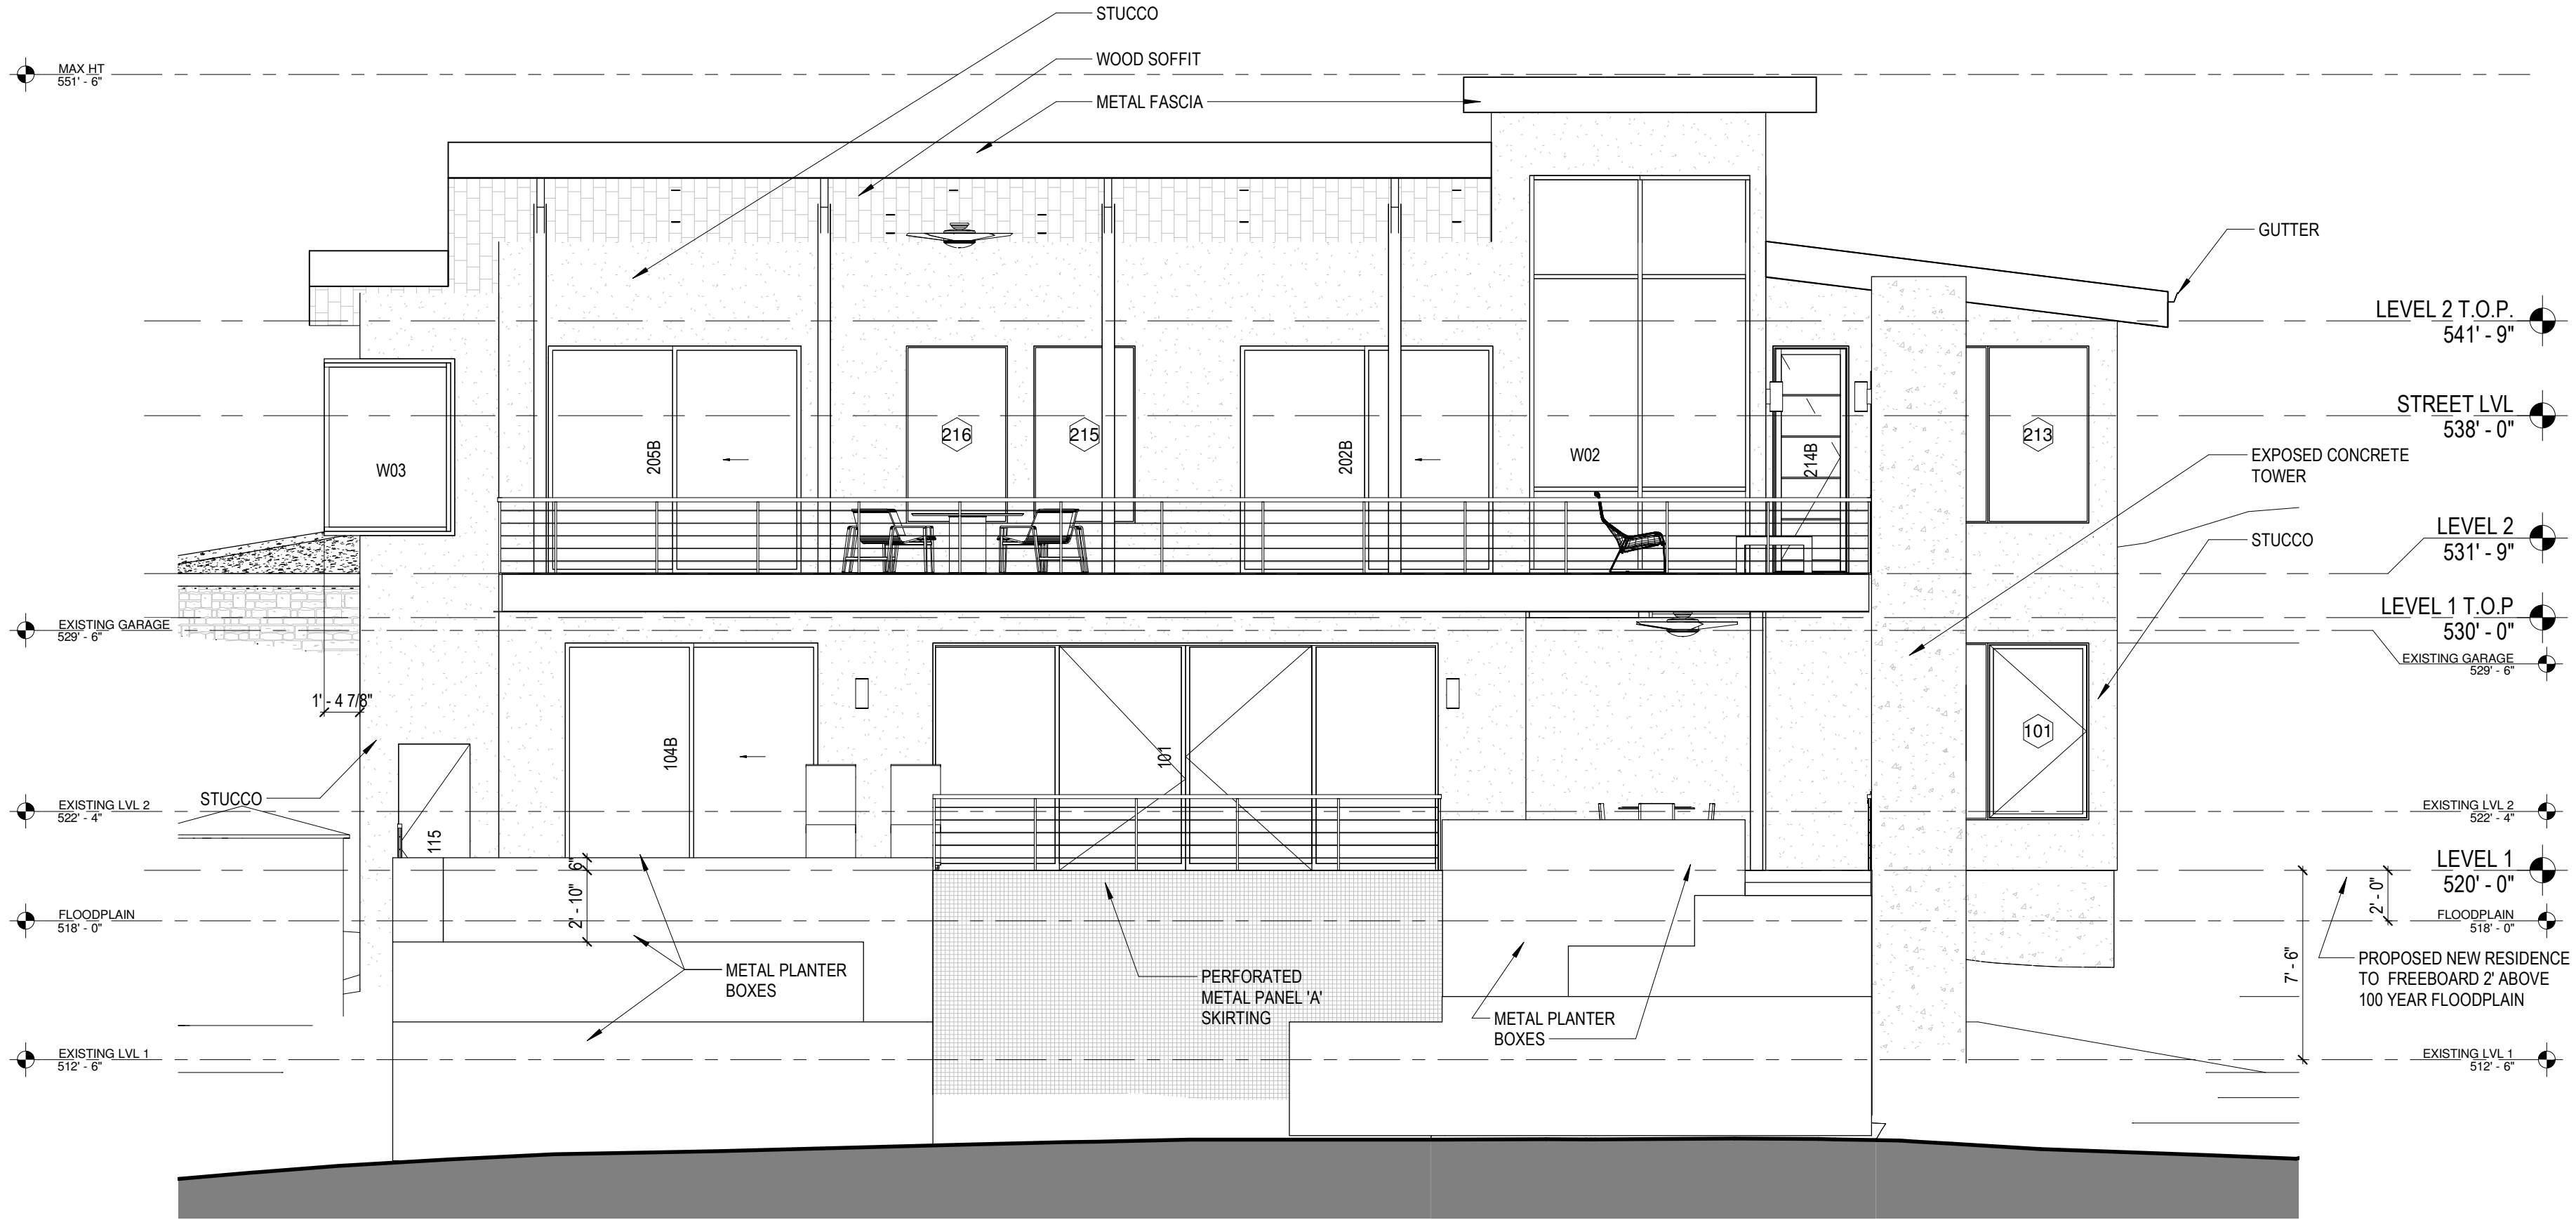 STUCCO
WOOD SOFFIT
METAL FASCIA
MAX HT
551' - 6"
GUTTER
LEVEL 2 T.O.P.
541' - 9"
STREET LVL
538' - 0"
W03
205B
216
215
202B
W02
214B
213
EXPOSED CONCRETE
TOWER
LEVEL 2
531' - 9"
STUCCO
LEVEL 1 T.O.P
530' - 0"
EXISTING GARAGE
529' - 6"
EXISTING GARAGE
529' - 6"
1' - 4 7/8"
104B
101
101
STUCCO
EXISTING LVL 2
522' - 4"
115
EXISTING LVL 2
522' - 4"
6"
2' - 10"
LEVEL 1
520' - 0"
2' - 0"
FLOODPLAIN
518' - 0"
FLOODPLAIN
518' - 0"
METAL PLANTER
BOXES
PERFORATED
METAL PANEL 'A'
SKIRTING
METAL PLANTER
BOXES
7' - 6"
PROPOSED NEW RESIDENCE
TO FREEBOARD 2' ABOVE
100 YEAR FLOODPLAIN
EXISTING LVL 1
512' - 6"
EXISTING LVL 1
512' - 6"